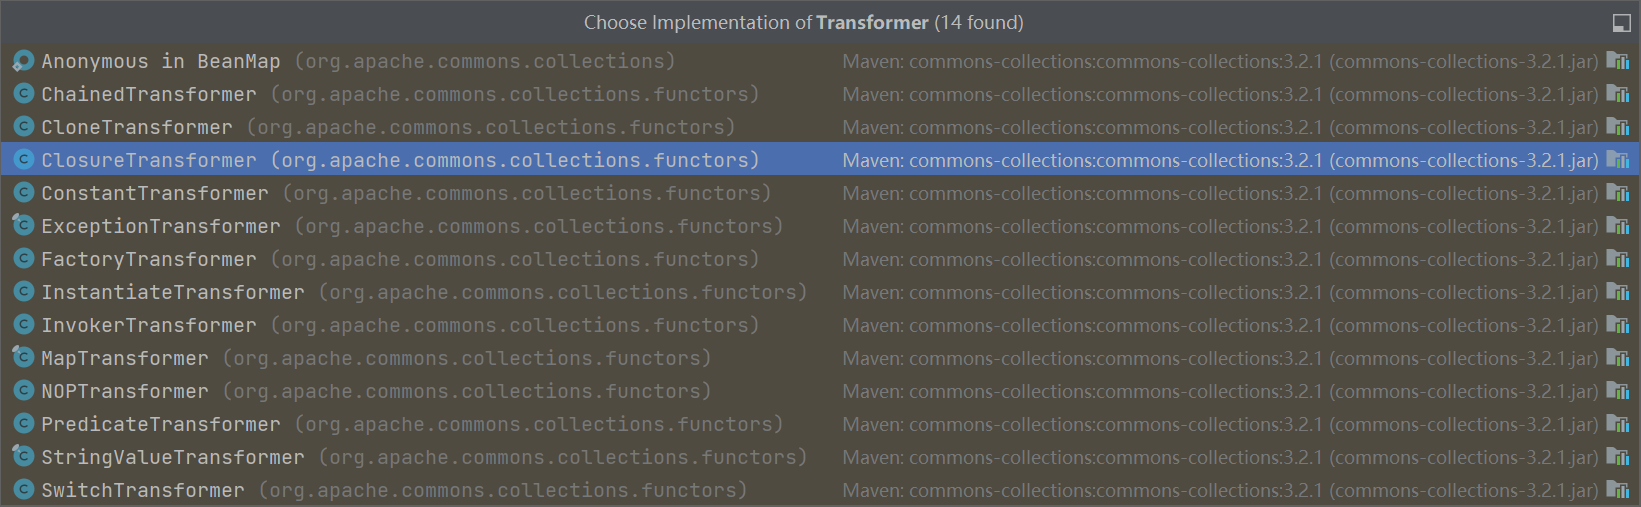 Choose Implementation of Transformer (14 found)
Anonymous in BeanMap (org.apache.commons.collections) Maven: commons-collections:commons-collections:3.2.1 (commons-collections-3.2.1.jar)
ChainedTransformer (org.apache.commons.collections.functors) Maven: commons-collections:commons-collections:3.2.1 (commons-collections-3.2.1.jar)
CloneTransformer (org.apache.commons.collections.functors) Maven: commons-collections:commons-collections:3.2.1 (commons-collections-3.2.1.jar)
ClosureTransformer (org.apache.commons.collections.functors) Maven: commons-collections:commons-collections:3.2.1 (commons-collections-3.2.1.jar)
ConstantTransformer (org.apache.commons.collections.functors) Maven: commons-collections:commons-collections:3.2.1 (commons-collections-3.2.1.jar)
ExceptionTransformer (org.apache.commons.collections.functors) Maven: commons-collections:commons-collections:3.2.1 (commons-collections-3.2.1.jar)
FactoryTransformer (org.apache.commons.collections.functors) Maven: commons-collections:commons-collections:3.2.1 (commons-collections-3.2.1.jar)
InstantiateTransformer (org.apache.commons.collections.functors) Maven: commons-collections:commons-collections:3.2.1 (commons-collections-3.2.1.jar)
InvokerTransformer (org.apache.commons.collections.functors) Maven: commons-collections:commons-collections:3.2.1 (commons-collections-3.2.1.jar)
MapTransformer (org.apache.commons.collections.functors) Maven: commons-collections:commons-collections:3.2.1 (commons-collections-3.2.1.jar)
NOPTransformer (org.apache.commons.collections.functors) Maven: commons-collections:commons-collections:3.2.1 (commons-collections-3.2.1.jar)
PredicateTransformer (org.apache.commons.collections.functors) Maven: commons-collections:commons-collections:3.2.1 (commons-collections-3.2.1.jar)
StringValueTransformer (org.apache.commons.collections.functors) Maven: commons-collections:commons-collections:3.2.1 (commons-collections-3.2.1.jar)
SwitchTransformer (org.apache.commons.collections.functors) Maven: commons-collections:commons-collections:3.2.1 (commons-collections-3.2.1.jar)